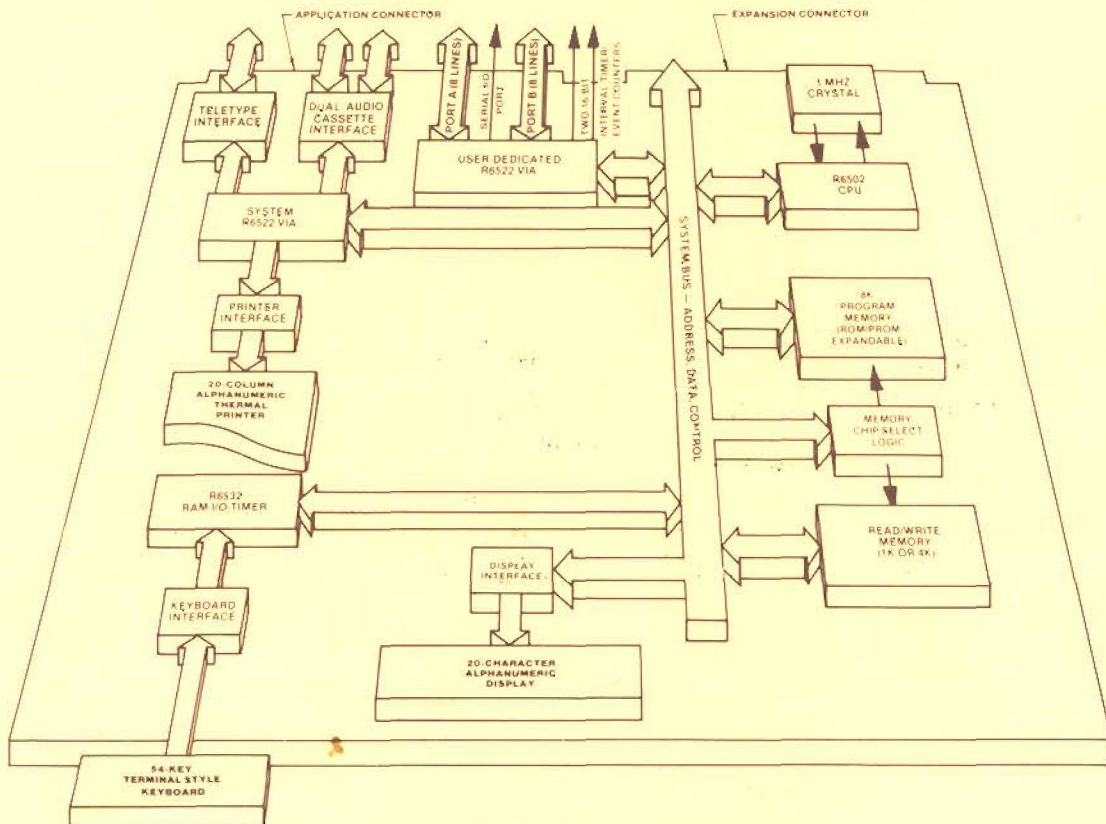 APPLICATION CONNECTOR
EXPANSION CONNECTOR
TELETYPE
INTERFACE
DUAL AUDIO
CASSETTE
INTERFACE
PORT A (8 LINES)
SERIAL I/O
PORT
PORT B (8 LINES)
TWO 16 BIT
INTERVAL TIMER/
EVENT COUNTERS
1 MHZ
CRYSTAL
USER-DEDICATED
R6522 VIA
R6502
CPU
SYSTEM
R6522 VIA
SYSTEM BUS — ADDRESS, DATA, CONTROL
PRINTER
INTERFACE
8K
PROGRAM
MEMORY
(ROM/PROM
EXPANDABLE)
20-COLUMN
ALPHANUMERIC
THERMAL
PRINTER
MEMORY
CHIP SELECT
LOGIC
R6532
RAM I/O TIMER
READ/WRITE
MEMORY
(1K OR 4K)
DISPLAY
INTERFACE
KEYBOARD
INTERFACE
20-CHARACTER
ALPHANUMERIC
DISPLAY
54-KEY
TERMINAL STYLE
KEYBOARD